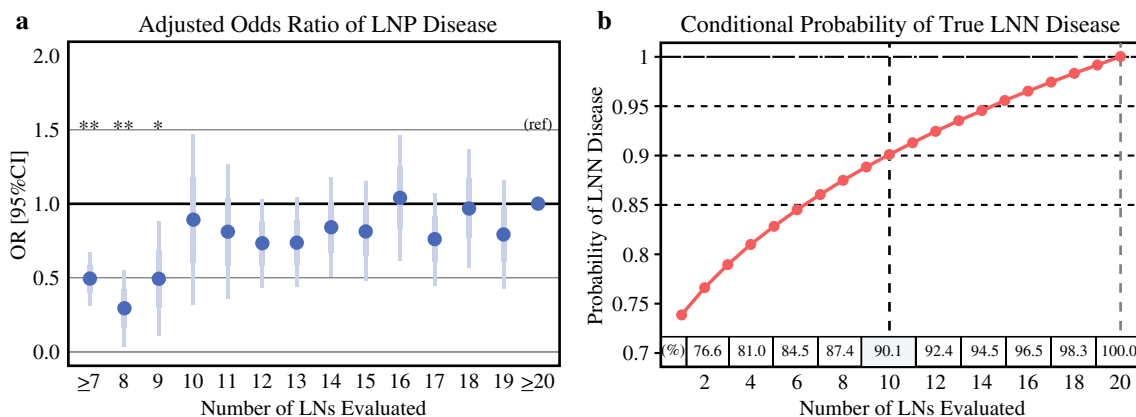 a Adjusted Odds Ratio of LNP Disease
2.0
1.5
1.0
0.5
0.0
OR [95%CI]
** ** * (ref)
≥7 8 9 10 11 12 13 14 15 16 17 18 19 ≥20
Number of LNs Evaluated
b Conditional Probability of True LNN Disease
1
0.95
0.9
0.85
0.8
0.75
0.7
Probability of LNN Disease
(%) 76.6 81.0 84.5 87.4 90.1 92.4 94.5 96.5 98.3 100.0
2 4 6 8 10 12 14 16 18 20
Number of LNs Evaluated